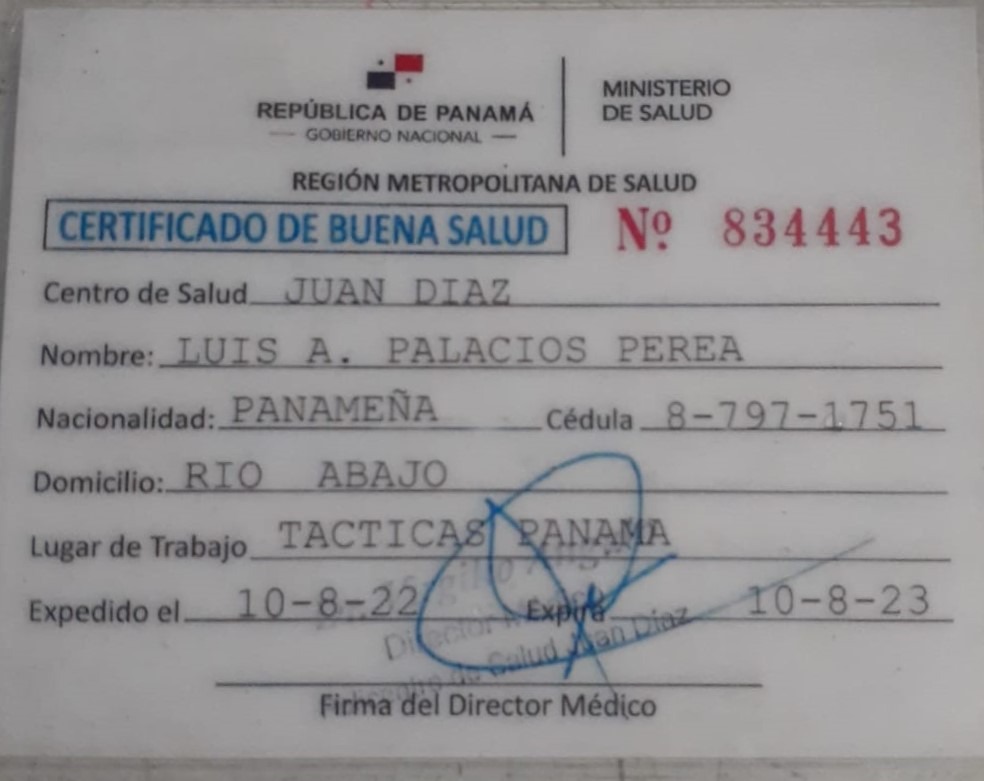 REPÚBLICA DE PANAMÁ
— GOBIERNO NACIONAL —
MINISTERIO
DE SALUD
REGIÓN METROPOLITANA DE SALUD
CERTIFICADO DE BUENA SALUD Nº 834443
Centro de Salud JUAN DIAZ
Nombre: LUIS A. PALACIOS PEREA
Nacionalidad: PANAMEÑA Cédula 8-797-1751
Domicilio: RIO ABAJO
Lugar de Trabajo TACTICAS PANAMA
Expedido el 10-8-22 Expira 10-8-23
Director
Centro de Salud Juan Diaz
Firma del Director Médico